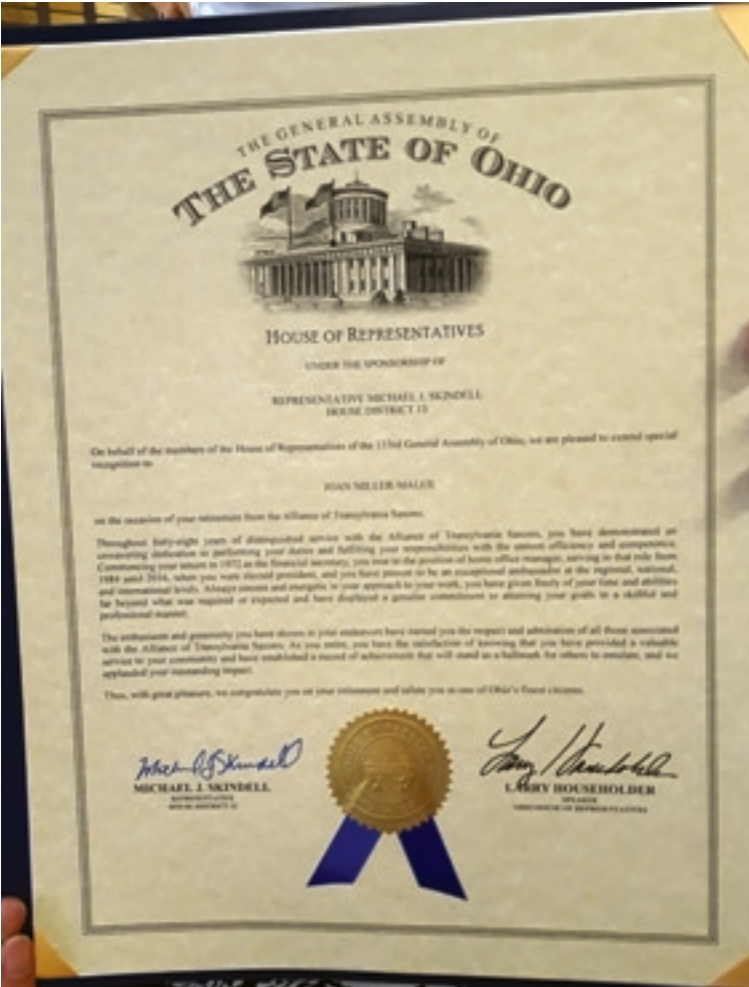 THE GENERAL ASSEMBLY OF
THE STATE OF OHIO
HOUSE OF REPRESENTATIVES
UNDER THE SPONSORSHIP OF
REPRESENTATIVE MICHAEL J. SKINDELL
HOUSE DISTRICT 13
On behalf of the members of the House of Representatives of the 133rd General Assembly of Ohio, we are pleased to extend special
recognition to
JOAN MILLER-MALUE
on the occasion of your retirement from the Alliance of Transylvania Saxons.
Throughout forty-eight years of distinguished service with the Alliance of Transylvania Saxons, you have demonstrated an
unwavering dedication to performing your duties and fulfilling your responsibilities with the utmost efficiency and competence.
Commencing your tenure in 1972 as the financial secretary, you rose to the position of home office manager, serving in that role from
1984 until 2016, when you were elected president, and you have proven to be an exceptional ambassador at the regional, national,
and international levels. Always sincere and energetic in your approach to your work, you have given freely of your time and abilities
far beyond what was required or expected and have displayed a genuine commitment to attaining your goals in a skillful and
professional manner.
The enthusiasm and generosity you have shown in your endeavors have earned you the respect and admiration of all those associated
with the Alliance of Transylvania Saxons. As you retire, you have the satisfaction of knowing that you have provided a valuable
service to your community and have established a record of achievement that will stand as a hallmark for others to emulate, and we
applaud your outstanding impact.
Thus, with great pleasure, we congratulate you on your retirement and salute you as one of Ohio's finest citizens.
Michael J. Skindell
Larry Householder
MICHAEL J. SKINDELL
LARRY HOUSEHOLDER
REPRESENTATIVE
SPEAKER
HOUSE DISTRICT 13
OHIO HOUSE OF REPRESENTATIVES